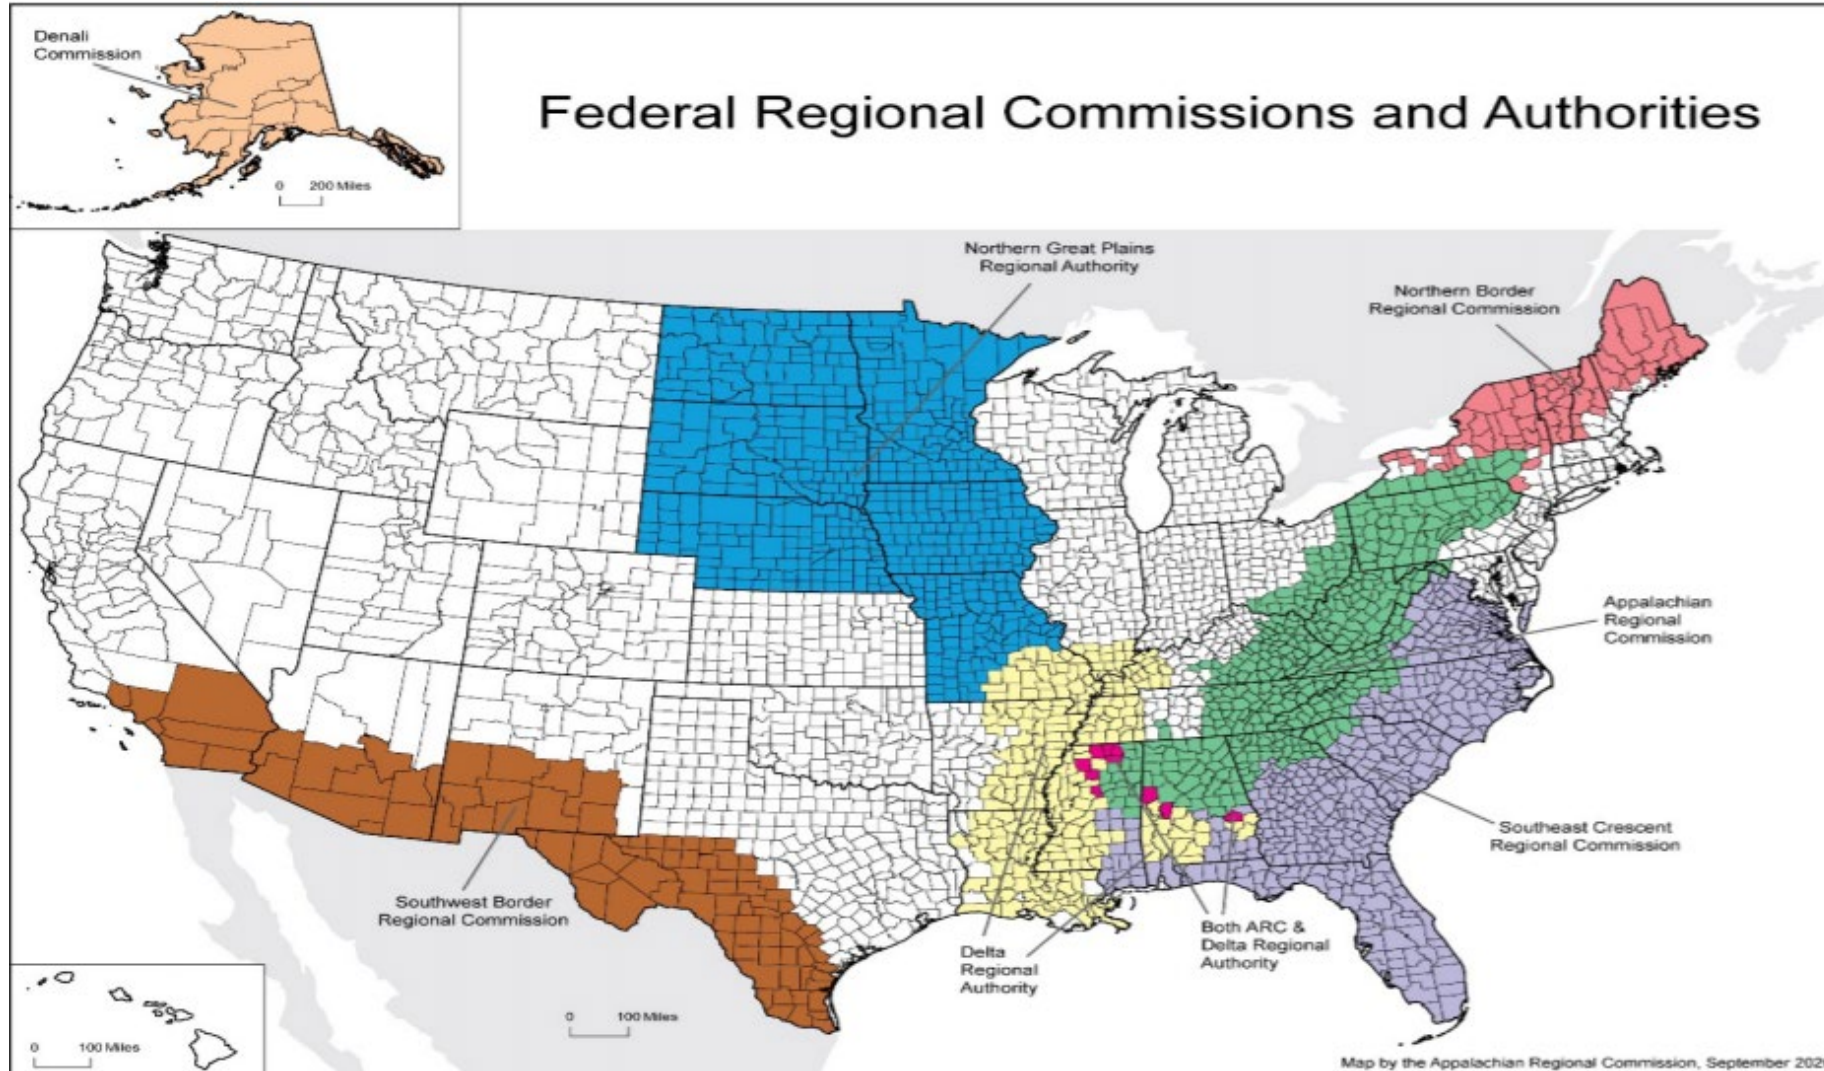 Denali
Commission
0 200 Miles
Federal Regional Commissions and Authorities
Northern Great Plains
Regional Authority
Northern Border
Regional Commission
Appalachian
Regional
Commission
Southeast Crescent
Regional Commission
Southwest Border
Regional Commission
Delta
Regional
Authority
Both ARC &
Delta Regional
Authority
0 100 Miles
0 100 Miles
Map by the Appalachian Regional Commission, September